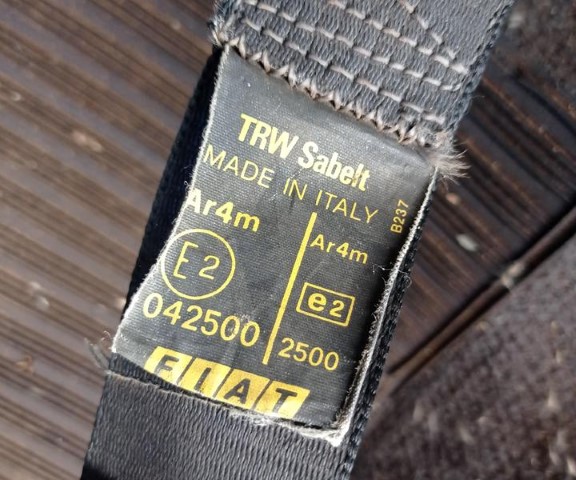 TRW Sabelt
MADE IN ITALY
B237
Ar4m
E2
042500
Ar4m
e2
2500
FIAT